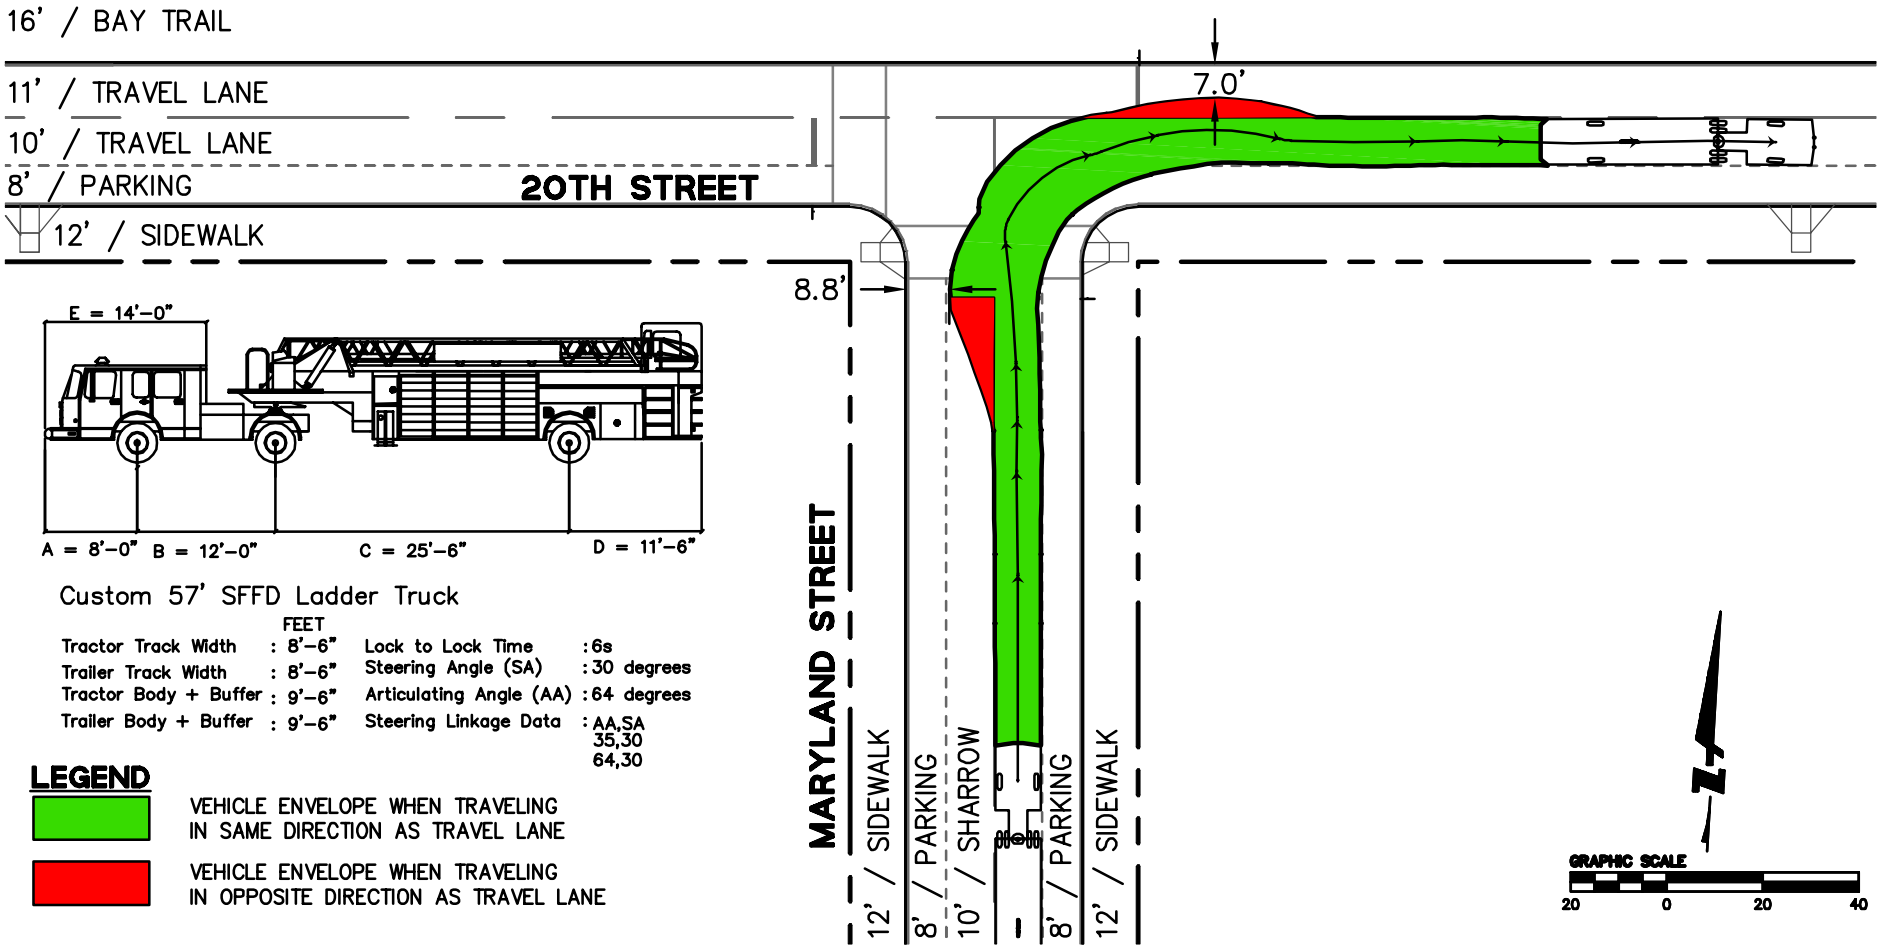 16' / BAY TRAIL
11' / TRAVEL LANE
7.0'
10' / TRAVEL LANE
8' / PARKING
20TH STREET
12' / SIDEWALK
8.8'
E = 14'-0"
A = 8'-0"
B = 12'-0"
C = 25'-6"
D = 11'-6"
Custom 57' SFFD Ladder Truck
FEET
Tractor Track Width : 8'-6"
Trailer Track Width : 8'-6"
Tractor Body + Buffer : 9'-6"
Trailer Body + Buffer : 9'-6"
Lock to Lock Time : 6s
Steering Angle (SA) : 30 degrees
Articulating Angle (AA) : 64 degrees
Steering Linkage Data : AA,SA
35,30
64,30
LEGEND
VEHICLE ENVELOPE WHEN TRAVELING
IN SAME DIRECTION AS TRAVEL LANE
VEHICLE ENVELOPE WHEN TRAVELING
IN OPPOSITE DIRECTION AS TRAVEL LANE
MARYLAND STREET
12' / SIDEWALK
8' / PARKING
10' / SHARROW
8' / PARKING
12' / SIDEWALK
N
GRAPHIC SCALE
20 0 20 40